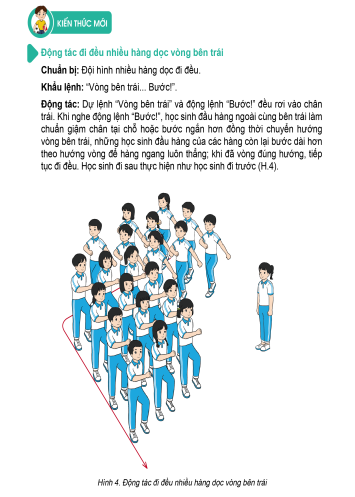 KIẾN THỨC MỚI
Động tác đi đều nhiều hàng dọc vòng bên trái
Chuẩn bị: Đội hình nhiều hàng dọc đi đều.
Khẩu lệnh: “Vòng bên trái... Bước!”.
Động tác: Dự lệnh “Vòng bên trái” và động lệnh “Bước!” đều rơi vào chân
trái. Khi nghe động lệnh “Bước!”, học sinh đầu hàng ngoài cùng bên trái làm
chuẩn giậm chân tại chỗ hoặc bước ngắn hơn đồng thời chuyển hướng
vòng bên trái, những học sinh đầu hàng của các hàng còn lại bước dài hơn
theo hướng vòng để hàng ngang luôn thẳng; khi đã vòng đúng hướng, tiếp
tục đi đều. Học sinh đi sau thực hiện như học sinh đi trước (H.4).
Hình 4. Động tác đi đều nhiều hàng dọc vòng bên trái